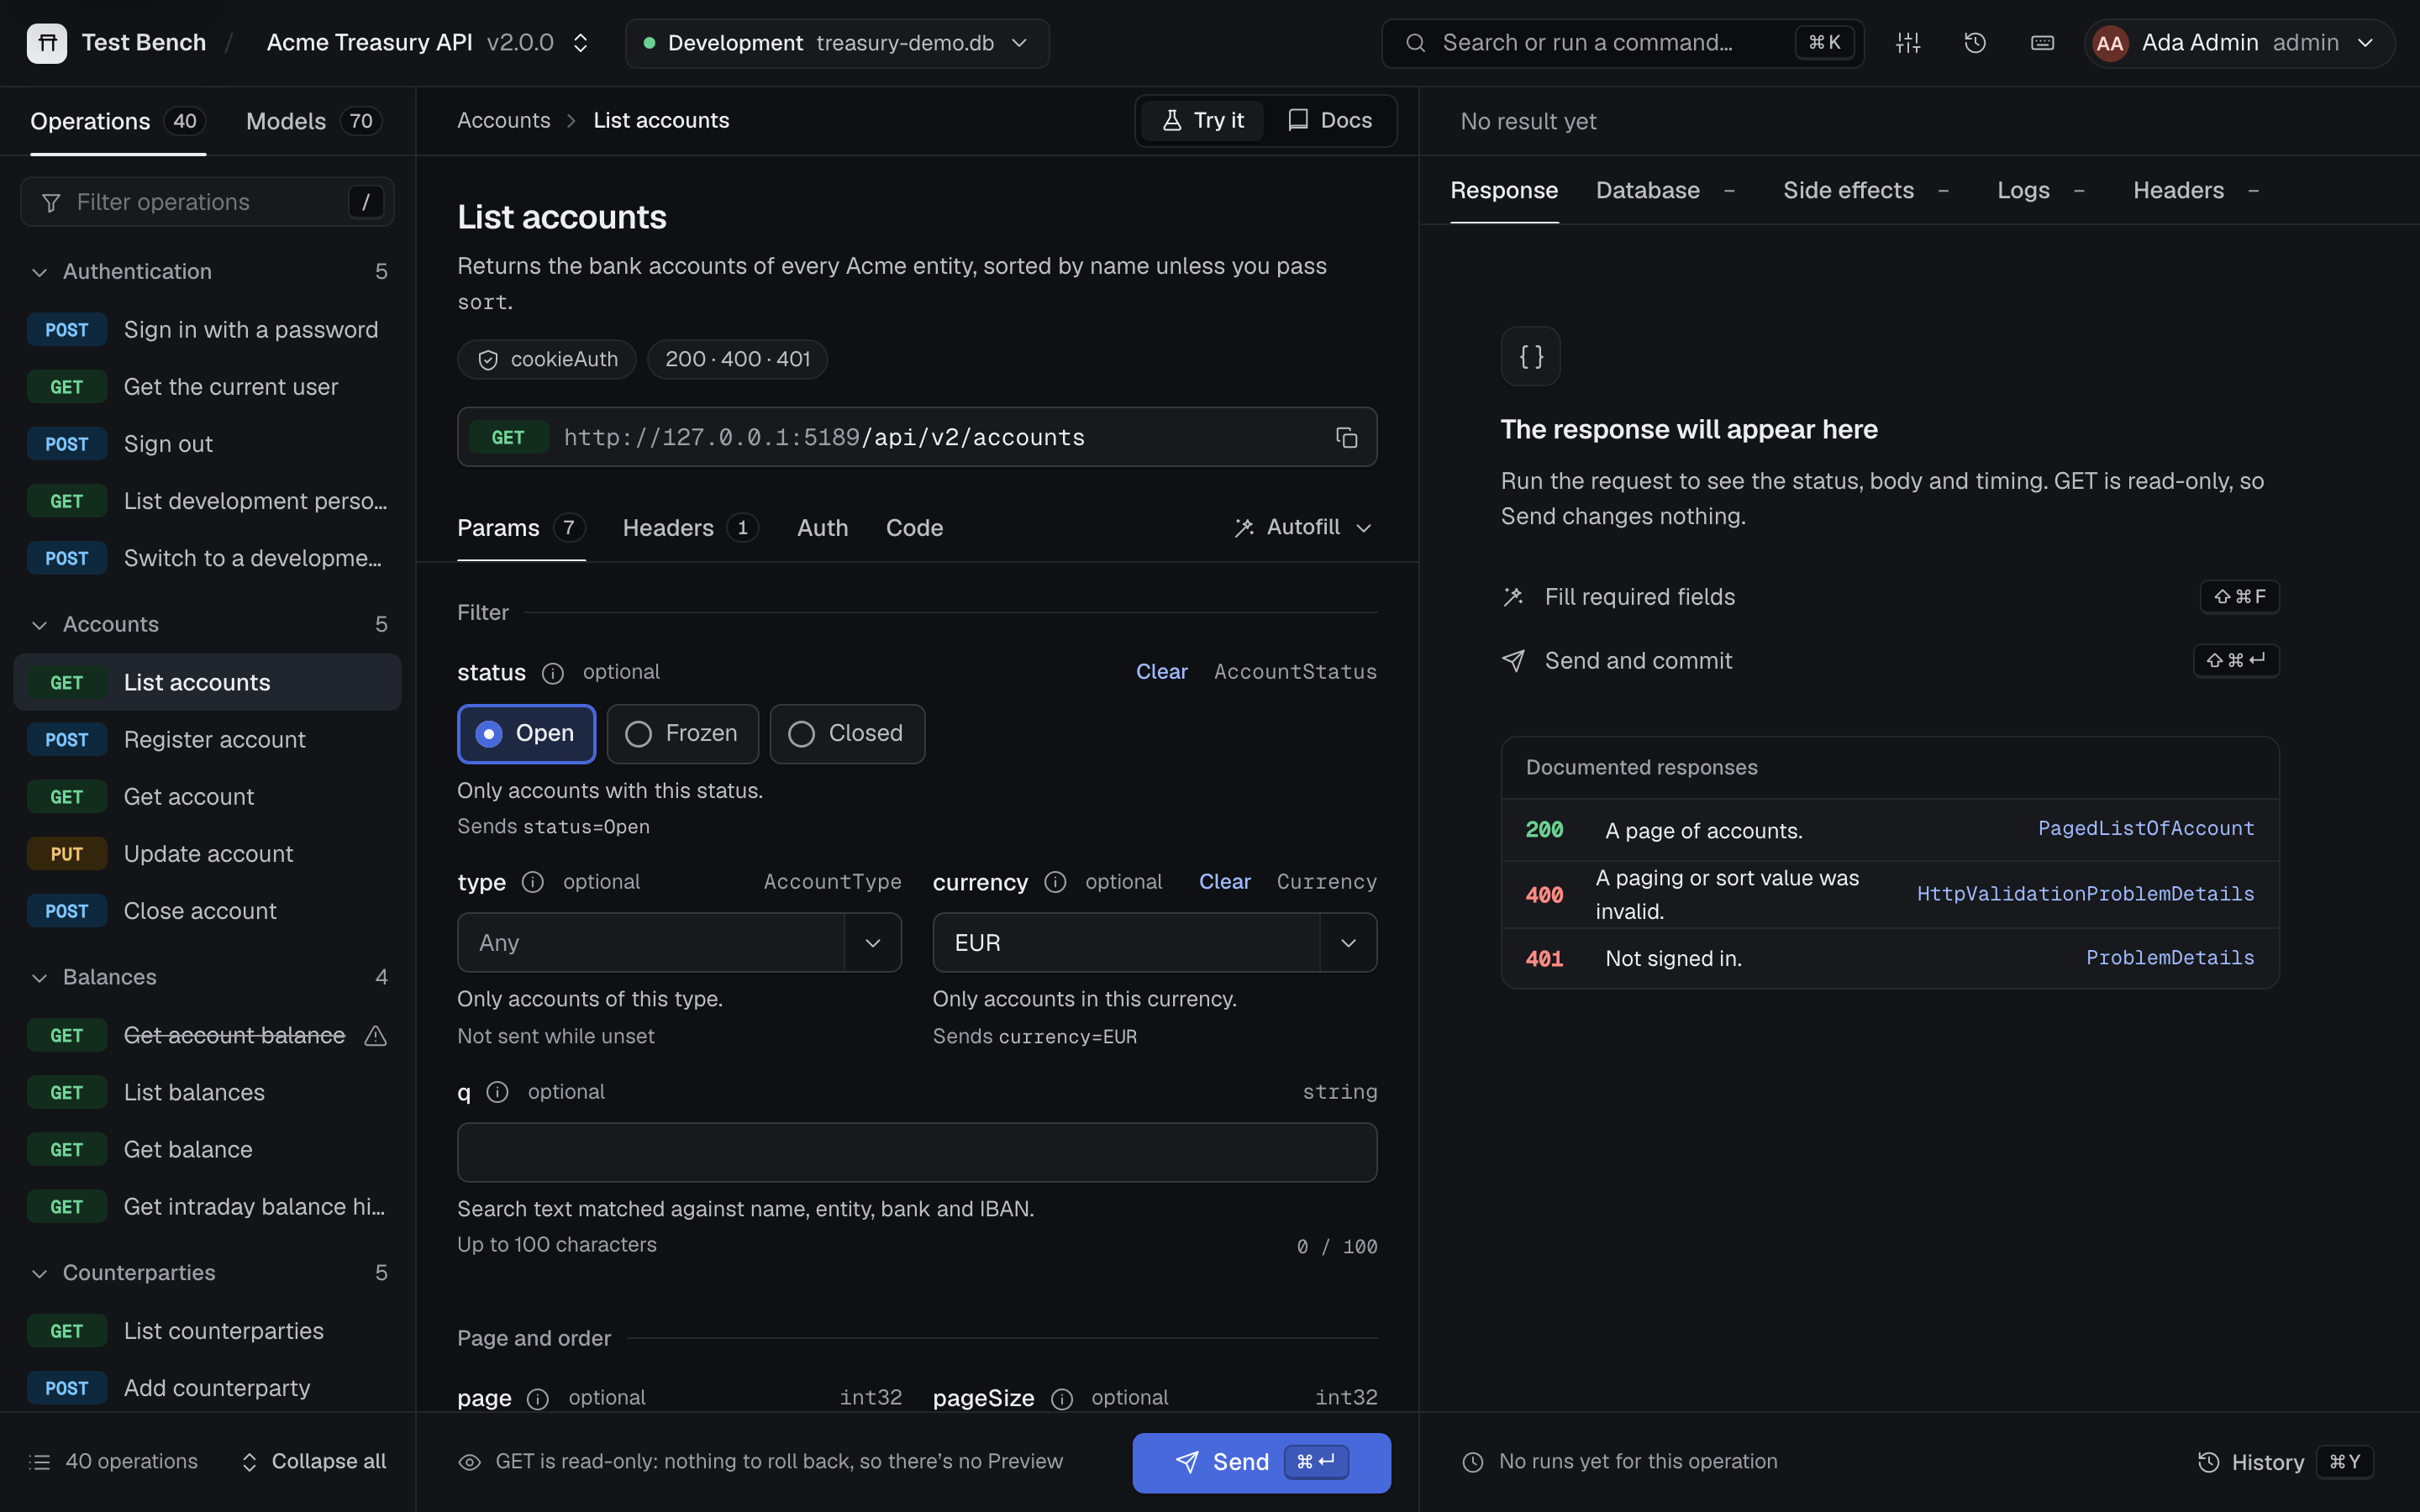 Test Bench / Acme Treasury API v2.0.0
Development treasury-demo.db
Search or run a command... ⌘K
AA Ada Admin admin
Operations 40 Models 70
Filter operations /
Authentication 5
POST Sign in with a password
GET Get the current user
POST Sign out
GET List development perso...
POST Switch to a developme...
Accounts 5
GET List accounts
POST Register account
GET Get account
PUT Update account
POST Close account
Balances 4
GET Get account balance
GET List balances
GET Get balance
GET Get intraday balance hi...
Counterparties 5
GET List counterparties
POST Add counterparty
40 operations Collapse all
Accounts > List accounts
Try it Docs
List accounts
Returns the bank accounts of every Acme entity, sorted by name unless you pass
sort.
cookieAuth 200 · 400 · 401
GET http://127.0.0.1:5189/api/v2/accounts
Params 7 Headers 1 Auth Code Autofill
Filter
status optional Clear AccountStatus
Open Frozen Closed
Only accounts with this status.
Sends status=Open
type optional AccountType
Any
Only accounts of this type.
Not sent while unset
currency optional Clear Currency
EUR
Only accounts in this currency.
Sends currency=EUR
q optional string
Search text matched against name, entity, bank and IBAN.
Up to 100 characters 0 / 100
Page and order
page optional int32
pageSize optional int32
GET is read-only: nothing to roll back, so there's no Preview
Send ⌘↵
No result yet
Response Database – Side effects – Logs – Headers –
{ }
The response will appear here
Run the request to see the status, body and timing. GET is read-only, so
Send changes nothing.
Fill required fields ⇧⌘F
Send and commit ⇧⌘↵
Documented responses
200 A page of accounts. PagedListOfAccount
400 A paging or sort value was
invalid. HttpValidationProblemDetails
401 Not signed in. ProblemDetails
No runs yet for this operation
History ⌘Y